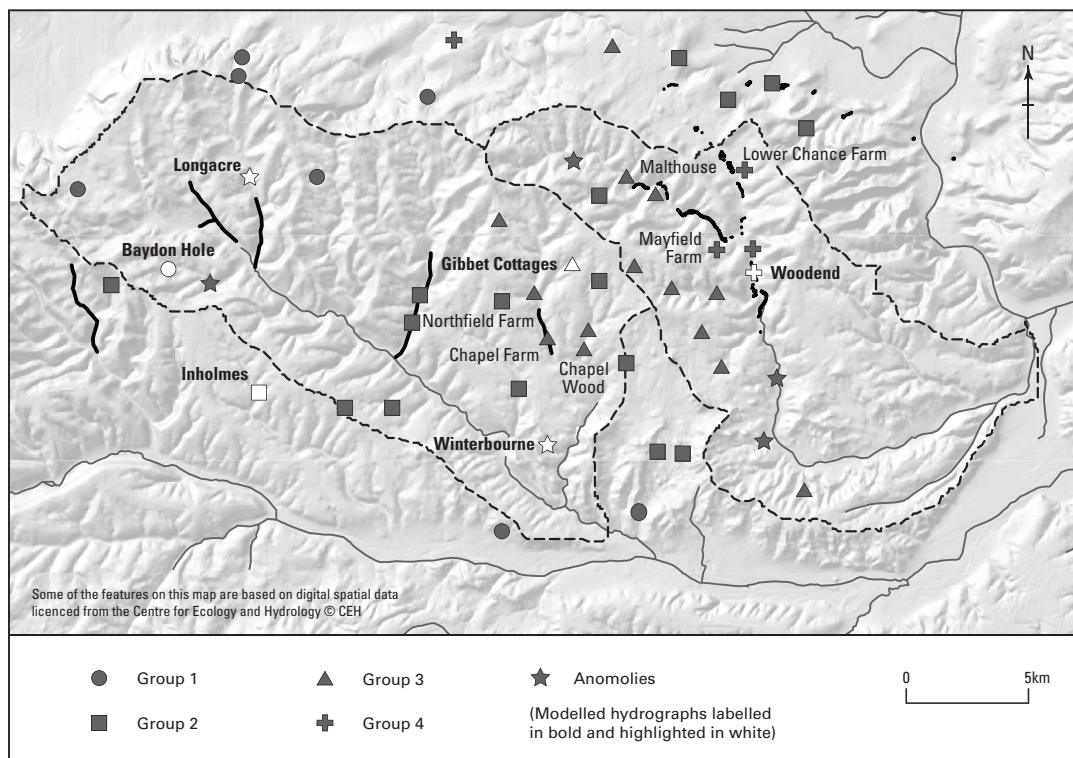 N
Longacre
Malthouse
Lower Chance Farm
Baydon Hole
Gibbet Cottages
Mayfield
Farm
Woodend
Northfield Farm
Chapel Farm
Chapel
Wood
Inholmes
Winterbourne
Some of the features on this map are based on digital spatial data
licenced from the Centre for Ecology and Hydrology © CEH
Group 1
Group 3
Anomolies
0
5km
Group 2
Group 4
(Modelled hydrographs labelled
in bold and highlighted in white)